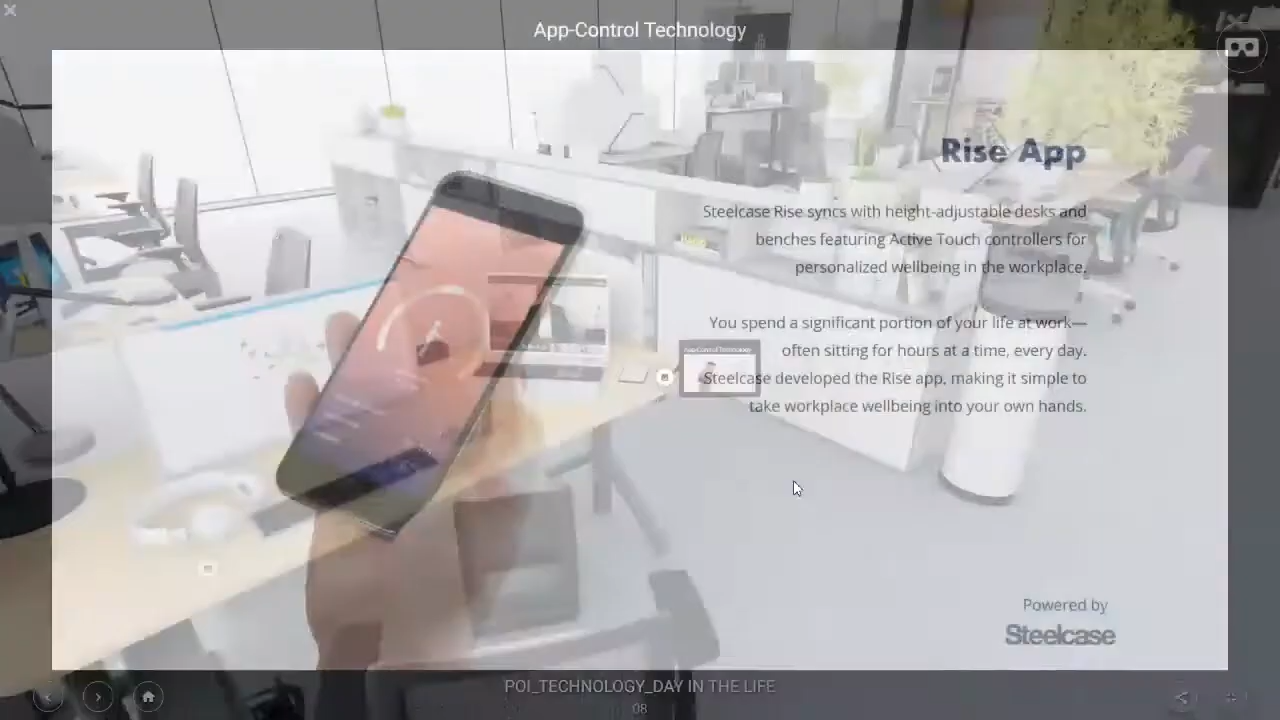 App-Control Technology
Rise App
Steelcase Rise syncs with height-adjustable desks and
benches featuring Active Touch controllers for
personalized wellbeing in the workplace.
You spend a significant portion of your life at work—
often sitting for hours at a time, every day.
App-Control Technology
Steelcase developed the Rise app, making it simple to
take workplace wellbeing into your own hands.
Powered by
Steelcase
POI_TECHNOLOGY_DAY IN THE LIFE
08